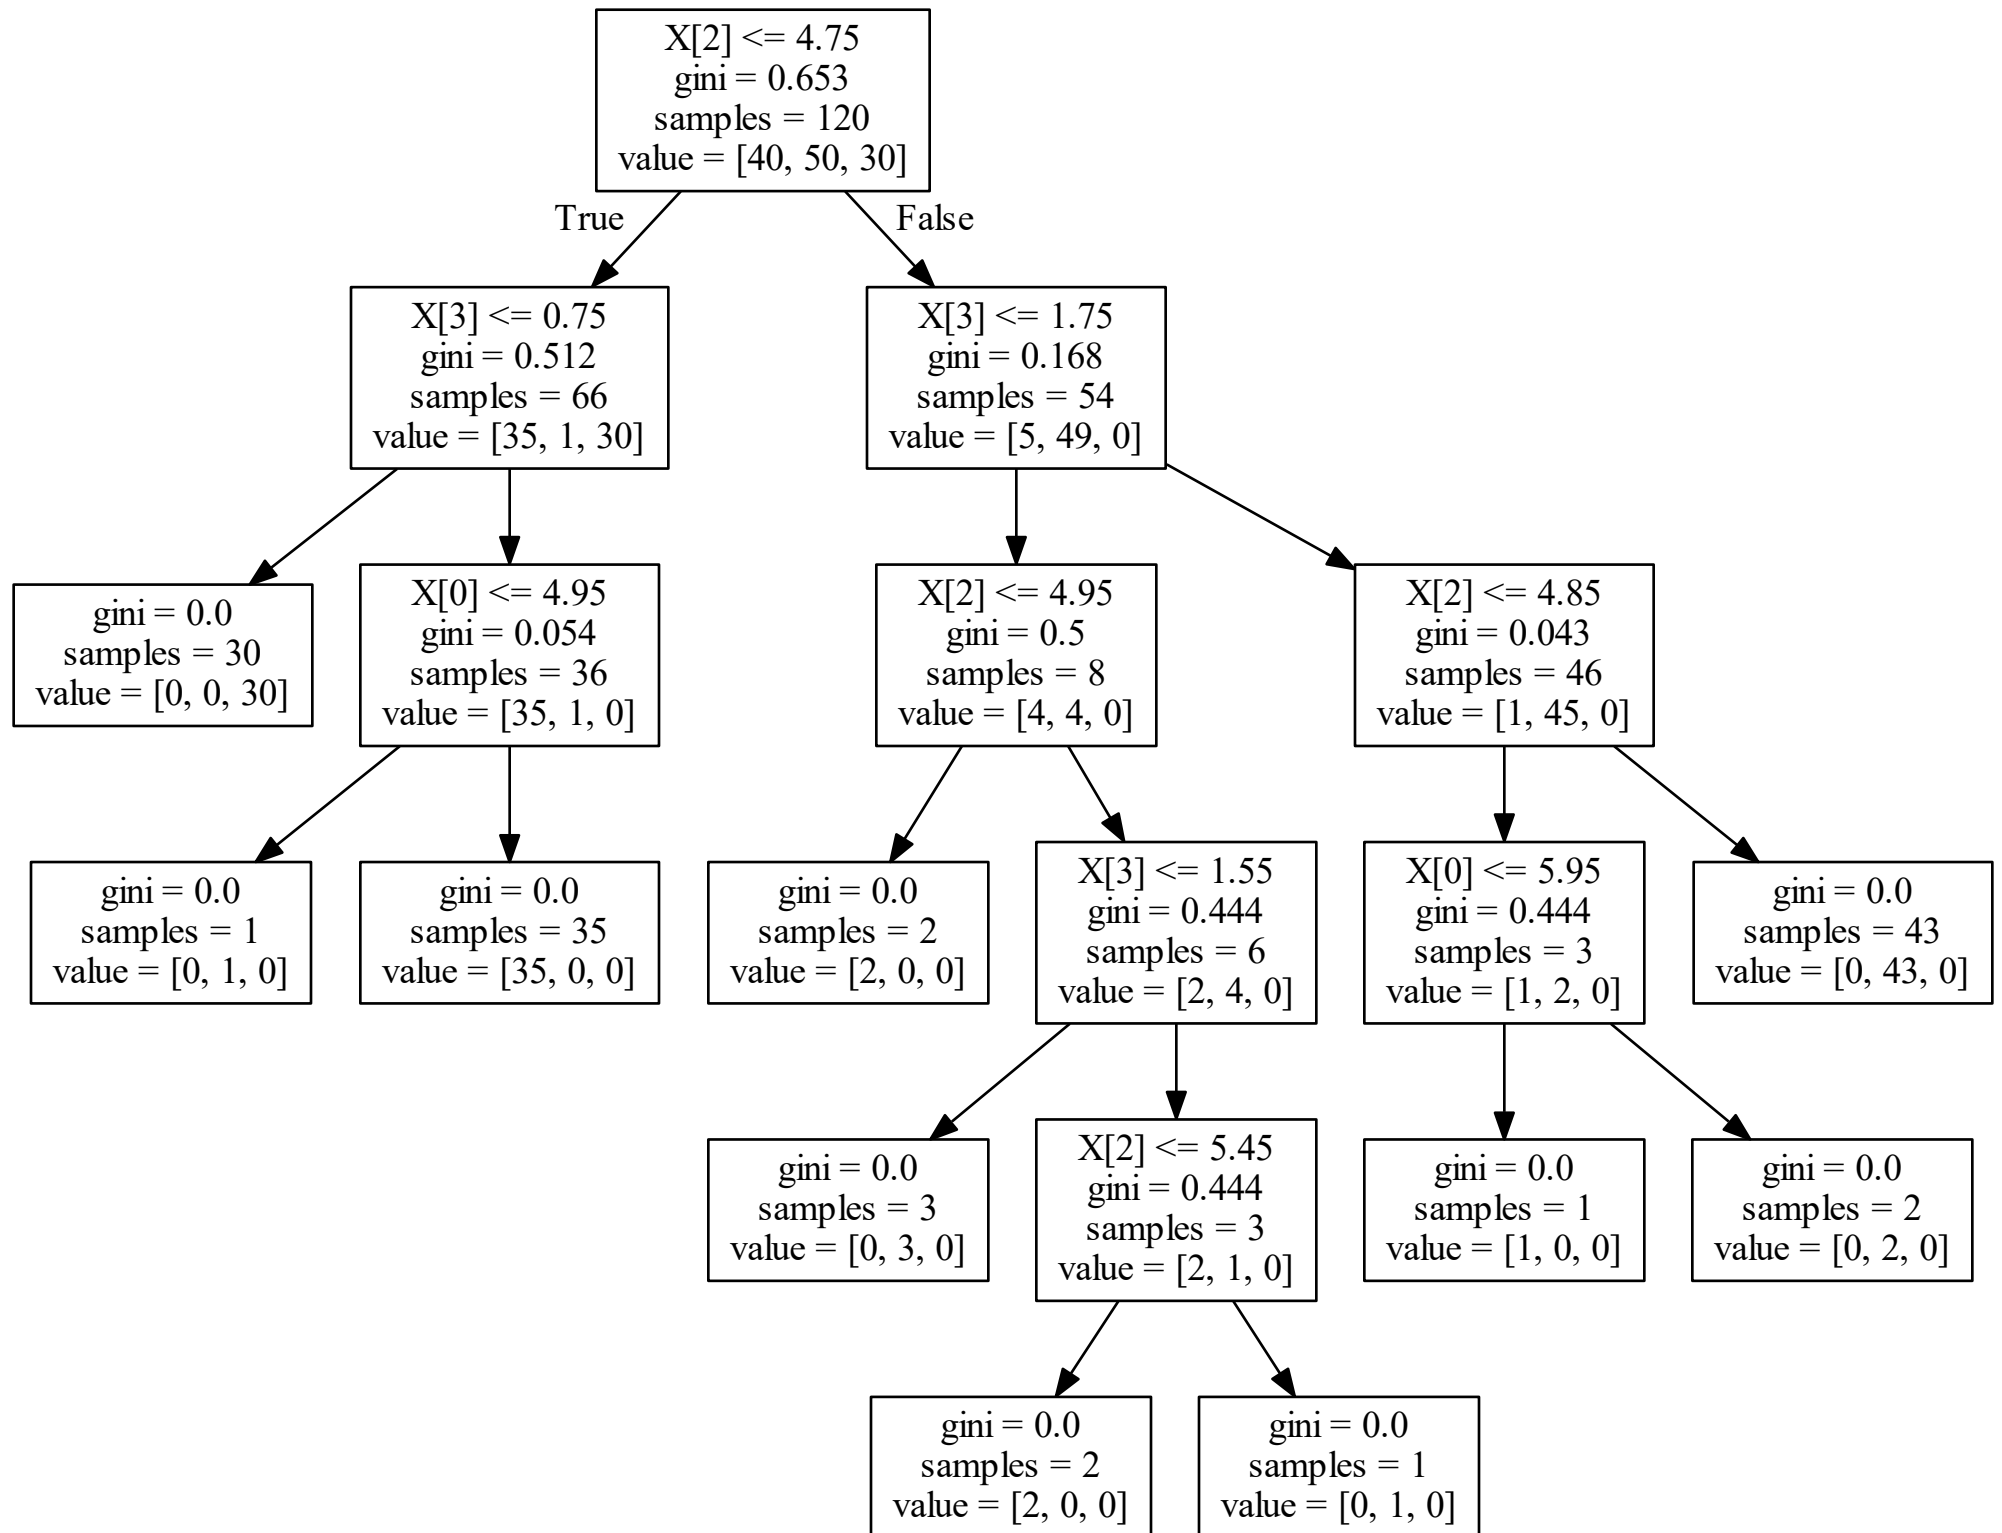 X[2] <= 4.75
gini = 0.653
samples = 120
value = [40, 50, 30]
True
False
X[3] <= 0.75
gini = 0.512
samples = 66
value = [35, 1, 30]
X[3] <= 1.75
gini = 0.168
samples = 54
value = [5, 49, 0]
gini = 0.0
samples = 30
value = [0, 0, 30]
X[0] <= 4.95
gini = 0.054
samples = 36
value = [35, 1, 0]
X[2] <= 4.95
gini = 0.5
samples = 8
value = [4, 4, 0]
X[2] <= 4.85
gini = 0.043
samples = 46
value = [1, 45, 0]
gini = 0.0
samples = 1
value = [0, 1, 0]
gini = 0.0
samples = 35
value = [35, 0, 0]
gini = 0.0
samples = 2
value = [2, 0, 0]
X[3] <= 1.55
gini = 0.444
samples = 6
value = [2, 4, 0]
X[0] <= 5.95
gini = 0.444
samples = 3
value = [1, 2, 0]
gini = 0.0
samples = 43
value = [0, 43, 0]
gini = 0.0
samples = 3
value = [0, 3, 0]
X[2] <= 5.45
gini = 0.444
samples = 3
value = [2, 1, 0]
gini = 0.0
samples = 1
value = [1, 0, 0]
gini = 0.0
samples = 2
value = [0, 2, 0]
gini = 0.0
samples = 2
value = [2, 0, 0]
gini = 0.0
samples = 1
value = [0, 1, 0]